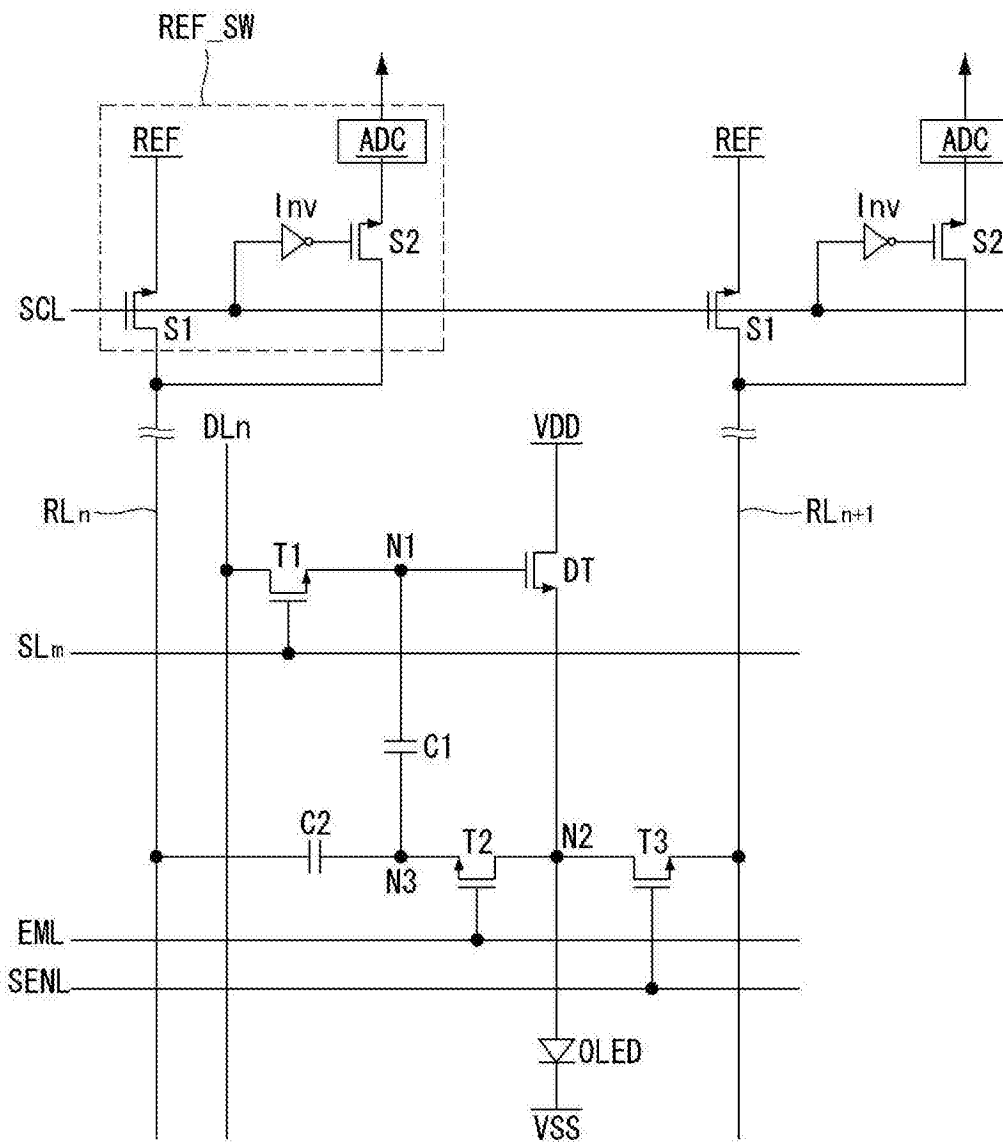 REF_SW
REF
ADC
REF
ADC
Inv
S2
Inv
S2
SCL
S1
S1
DLn
VDD
RLn
RLn+1
T1
N1
DT
SLm
C1
C2
T2
N2
T3
N3
EML
SENL
OLED
VSS